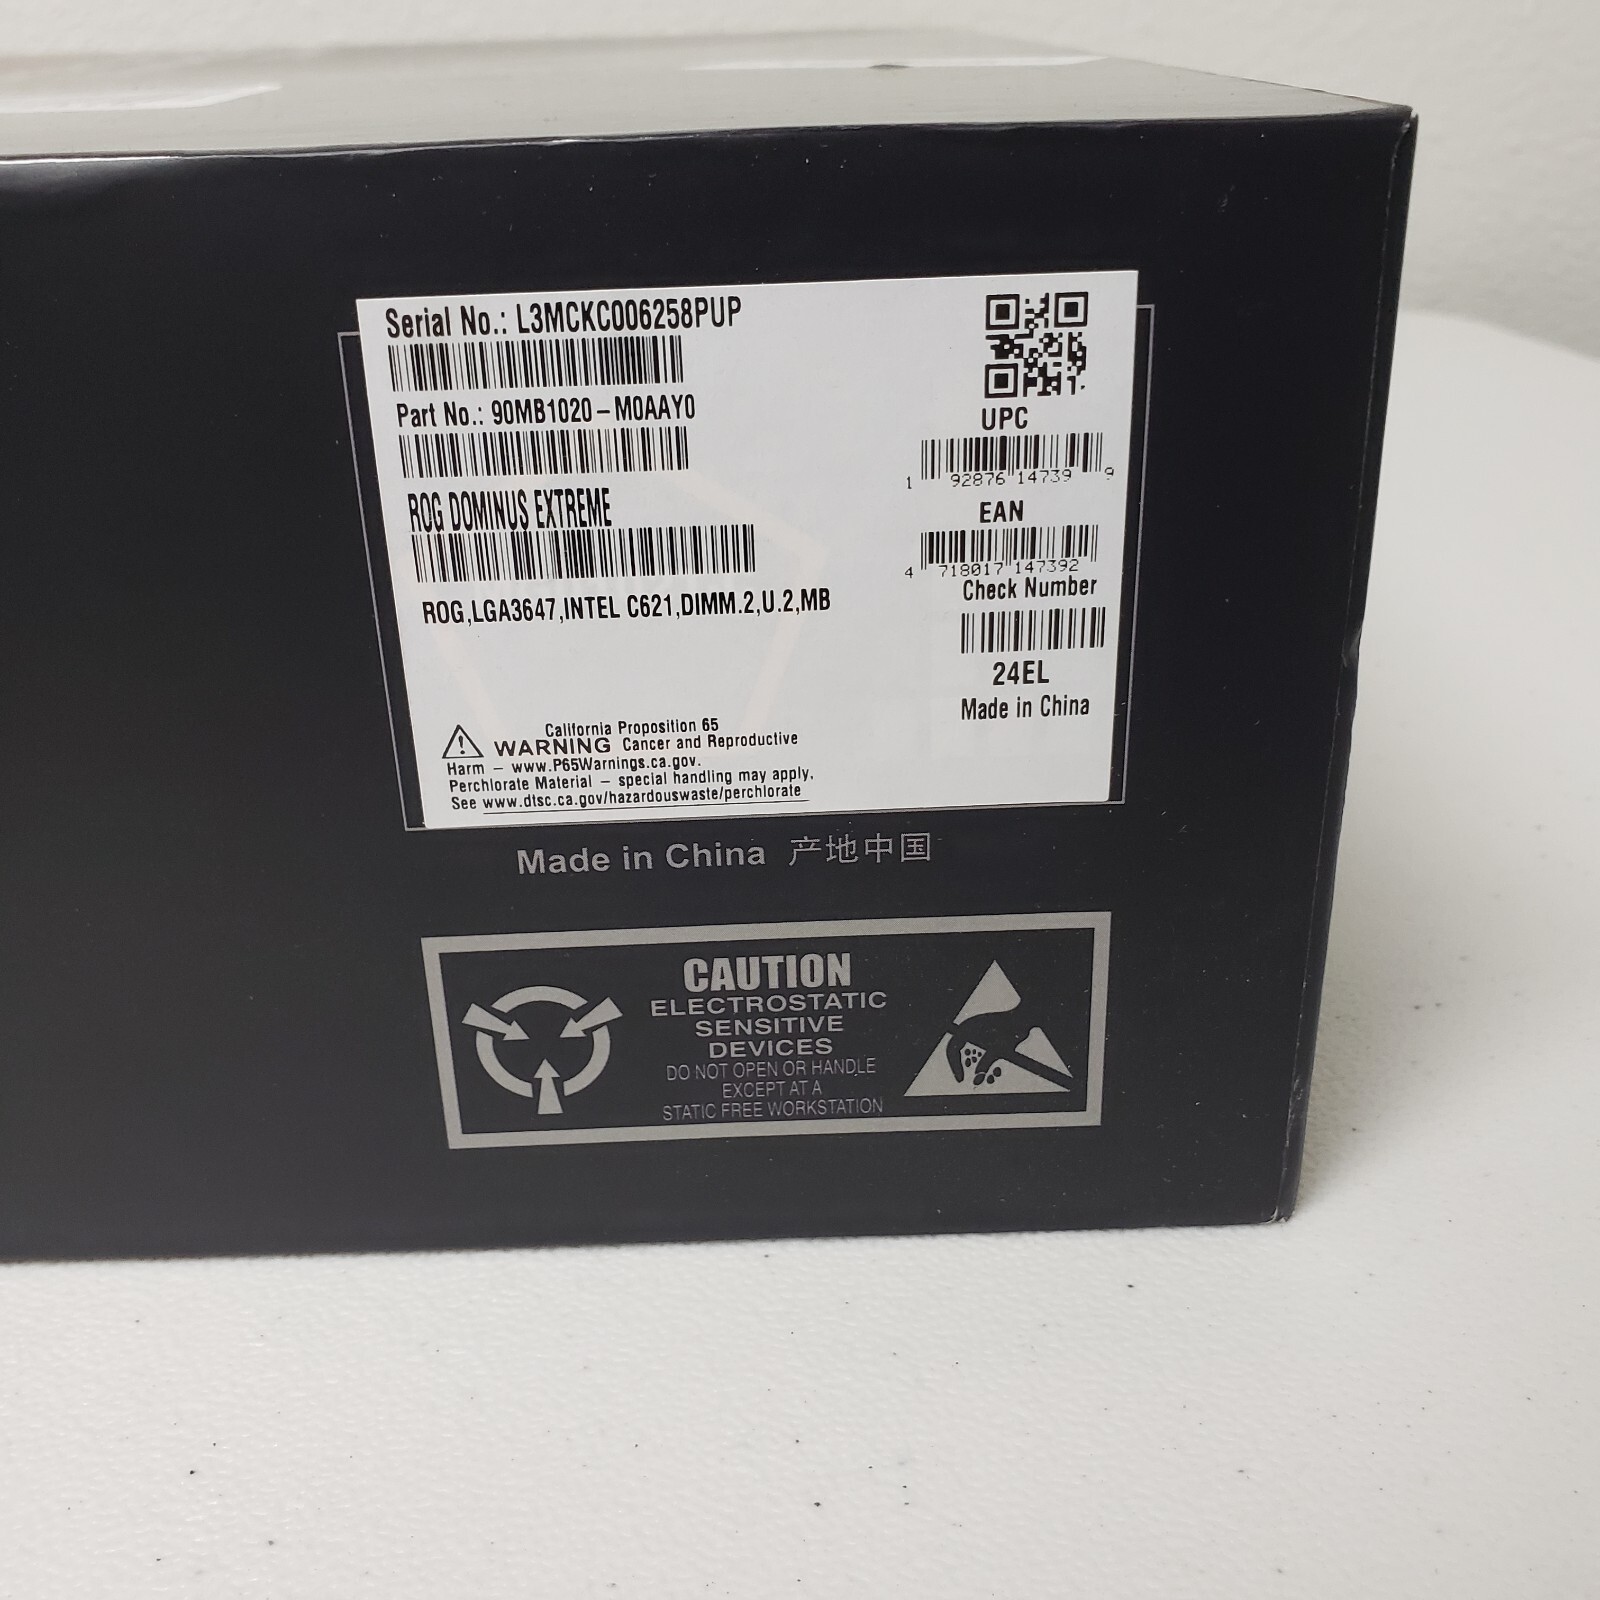 Serial No.: L3MCKC006258PUP
Part No.: 90MB1020-M0AAY0
ROG DOMINUS EXTREME
ROG,LGA3647,INTEL C621,DIMM.2,U.2,MB
UPC
1 92876 14739 9
EAN
4 718017 147392
Check Number
24EL
Made in China
California Proposition 65
WARNING Cancer and Reproductive
Harm – www.P65Warnings.ca.gov.
Perchlorate Material – special handling may apply,
See www.dtsc.ca.gov/hazardouswaste/perchlorate
Made in China 产地中国
CAUTION
ELECTROSTATIC
SENSITIVE
DEVICES
DO NOT OPEN OR HANDLE
EXCEPT AT A
STATIC FREE WORKSTATION